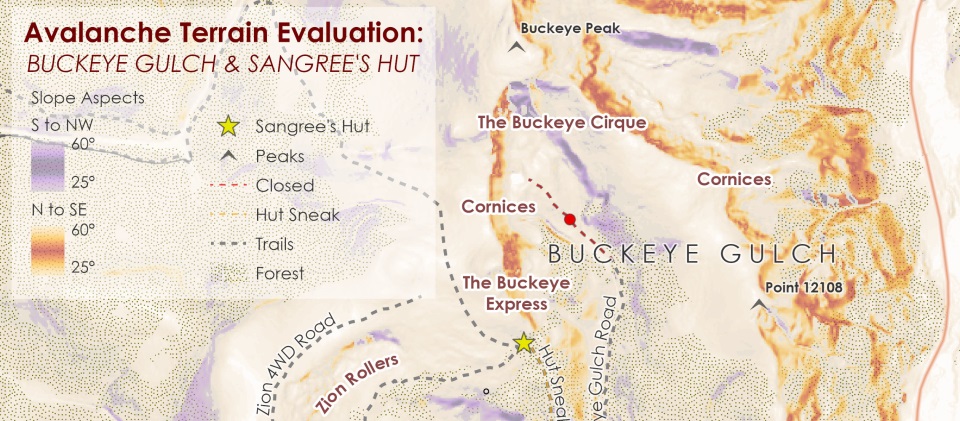 Avalanche Terrain Evaluation:
BUCKEYE GULCH & SANGREE'S HUT
Slope Aspects
S to NW
60°
25°
N to SE
60°
25°
Sangree's Hut
Peaks
Closed
Hut Sneak
Trails
Forest
Buckeye Peak
The Buckeye Cirque
Cornices
Cornices
BUCKEYE GULCH
The Buckeye
Express
Point 12108
Zion 4WD Road
Zion Rollers
Hut Sneak
ye Gulch Road